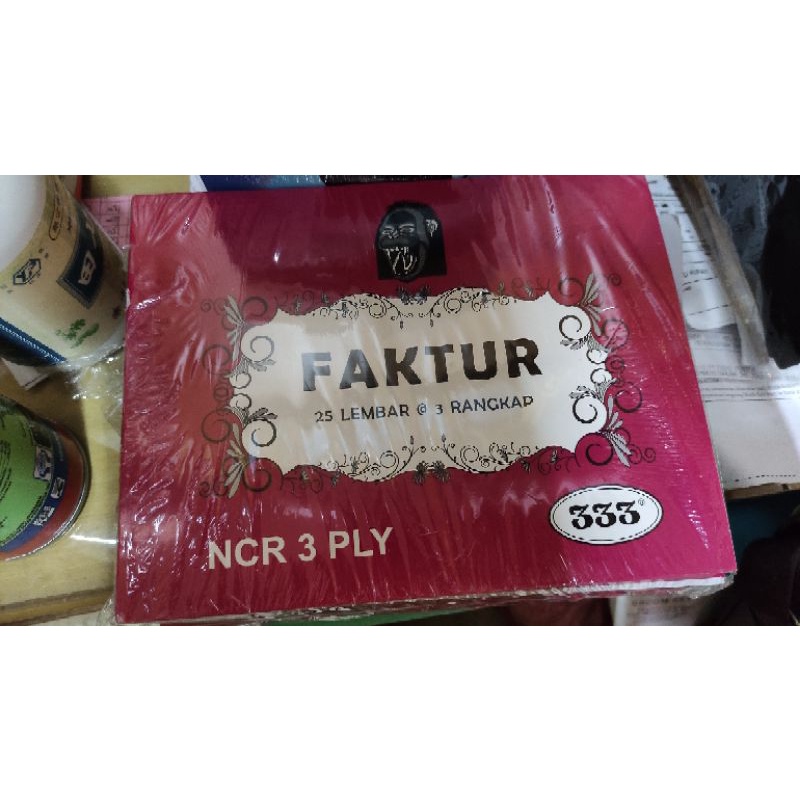 FAKTUR
25 LEMBAR @ 3 RANGKAP
333®
NCR 3 PLY